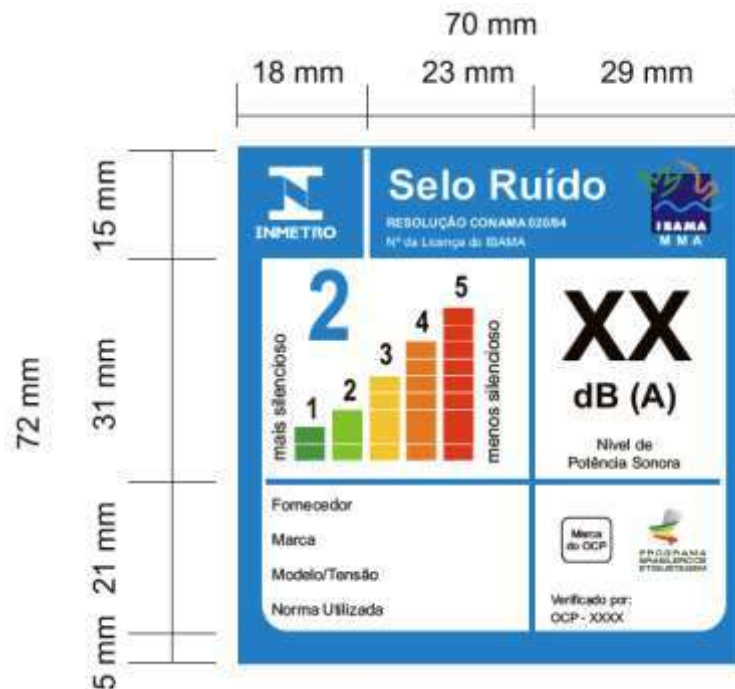 70 mm
18 mm
23 mm
29 mm
72 mm
15 mm
31 mm
21 mm
5 mm
INMETRO
Selo Ruído
RESOLUÇÃO CONAMA 020/94
Nº da Licença do IBAMA
IBAMA
MMA
2
mais silencioso
1
2
3
4
5
menos silencioso
XX
dB (A)
Nível de
Potência Sonora
Fornecedor
Marca
Modelo/Tensão
Norma Utilizada
Marca
do OCP
PROGRAMA
BRASILEIRO DE
ETIQUETAGEM
Verificado por:
OCP - XXXX